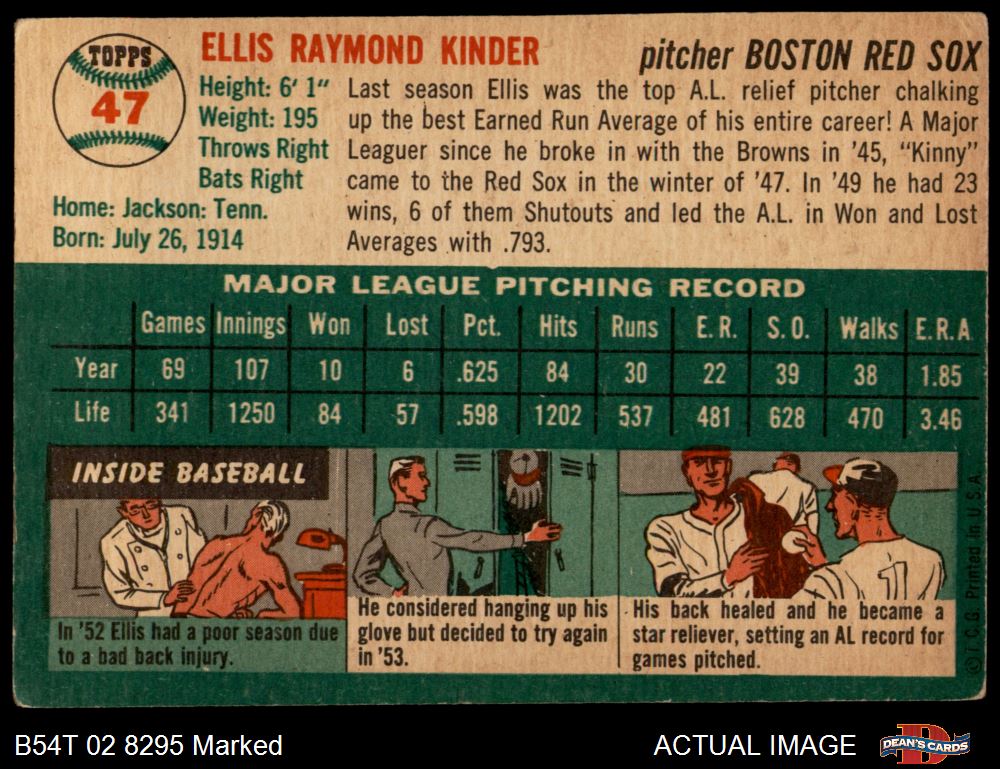 TOPPS
47
ELLIS RAYMOND KINDER
pitcher BOSTON RED SOX
Height: 6' 1"
Weight: 195
Throws Right
Bats Right
Home: Jackson: Tenn.
Born: July 26, 1914
Last season Ellis was the top A.L. relief pitcher chalking
up the best Earned Run Average of his entire career! A Major
Leaguer since he broke in with the Browns in '45, "Kinny"
came to the Red Sox in the winter of '47. In '49 he had 23
wins, 6 of them Shutouts and led the A.L. in Won and Lost
Averages with .793.
MAJOR LEAGUE PITCHING RECORD
Games Innings Won Lost Pct. Hits Runs E.R. S.O. Walks E.R.A
Year 69 107 10 6 .625 84 30 22 39 38 1.85
Life 341 1250 84 57 .598 1202 537 481 628 470 3.46
INSIDE BASEBALL
In '52 Ellis had a poor season due
to a bad back injury.
He considered hanging up his
glove but decided to try again
in '53.
1
His back healed and he became a
star reliever, setting an AL record for
games pitched.
© T.C.G. Printed in U.S.A.
B54T 02 8295 Marked
ACTUAL IMAGE
DEAN'S CARDS